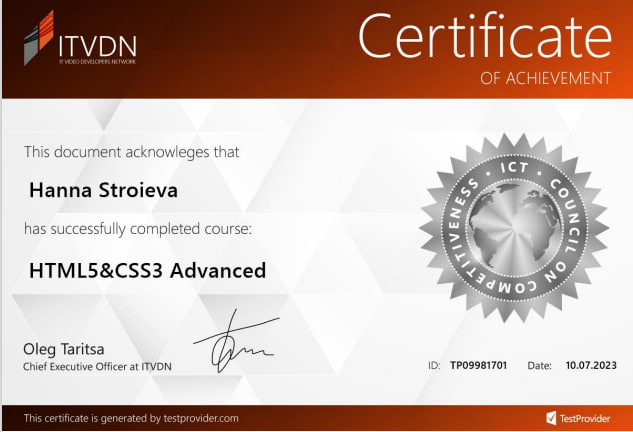 ITVDN
IT VIDEO DEVELOPERS NETWORK
Certificate
OF ACHIEVEMENT
This document acknowleges that
Hanna Stroieva
has successfully completed course:
HTML5&CSS3 Advanced
· ICT · COUNCIL ON COMPETITIVENESS
Oleg Taritsa
Chief Executive Officer at ITVDN
ID: TP09981701 Date: 10.07.2023
This certificate is generated by testprovider.com
TestProvider